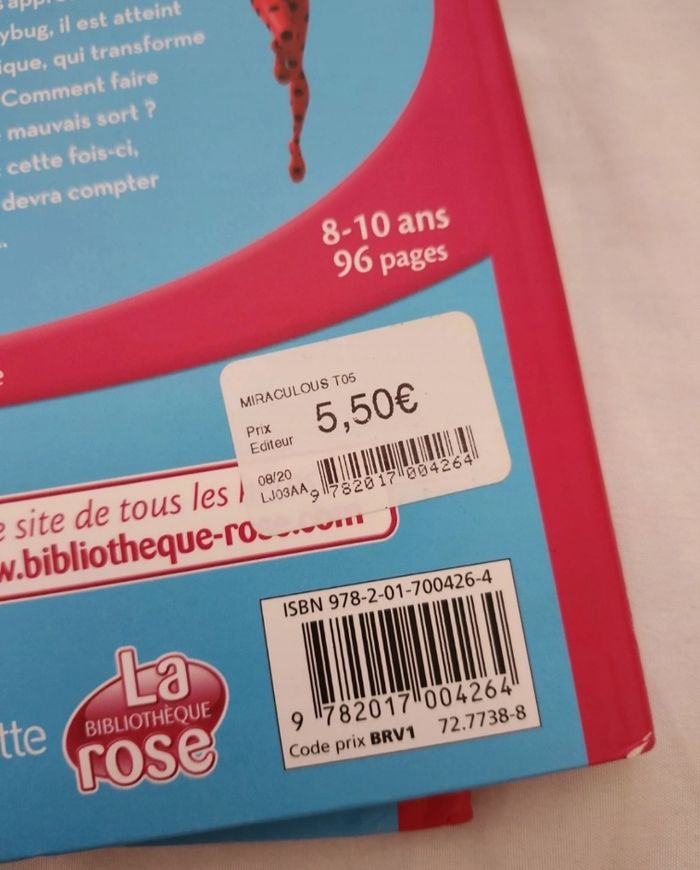 ybug, il est atteint
ique, qui transforme
Comment faire
mauvais sort ?
cette fois-ci,
devra compter
8-10 ans
96 pages
MIRACULOUS T05
Prix
Editeur
5,50€
08/20
LJ03AA
9 782017 004264
e site de tous les
w.bibliotheque-ro
ISBN 978-2-01-700426-4
9 782017 004264
Code prix BRV1 72.7738-8
tte
La
BIBLIOTHÈQUE
rose